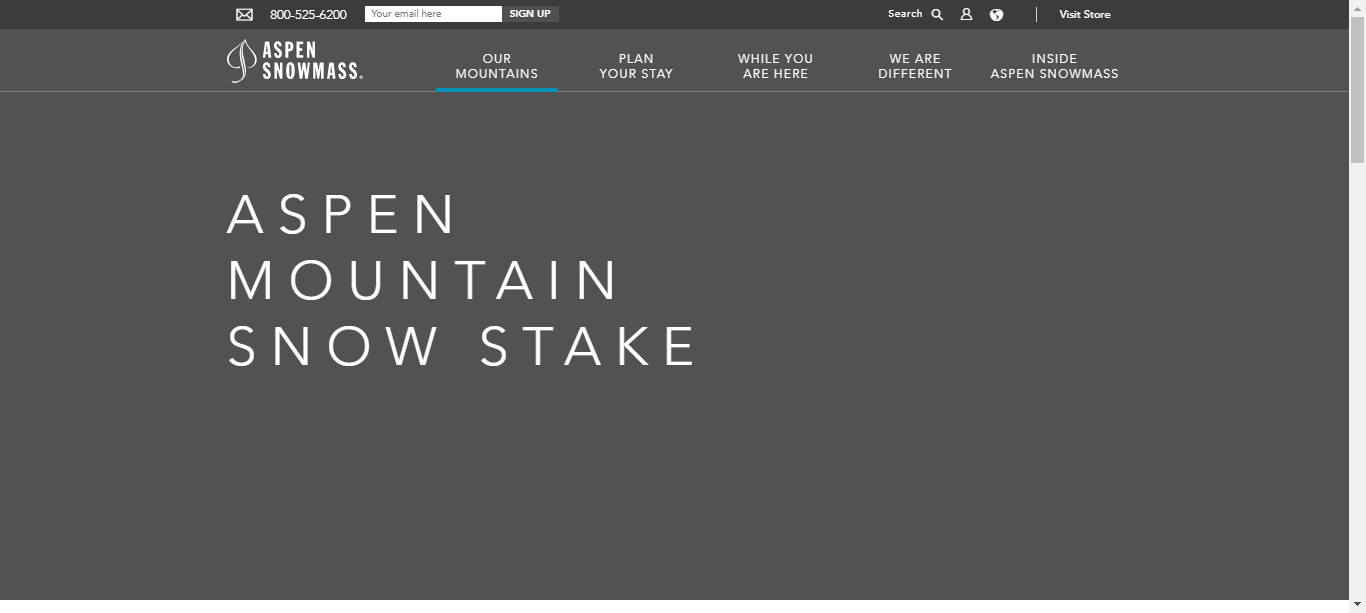 800-525-6200
Your email here
SIGN UP
Search
Visit Store
ASPEN
SNOWMASS®
OUR
MOUNTAINS
PLAN
YOUR STAY
WHILE YOU
ARE HERE
WE ARE
DIFFERENT
INSIDE
ASPEN SNOWMASS
ASPEN
MOUNTAIN
SNOW STAKE